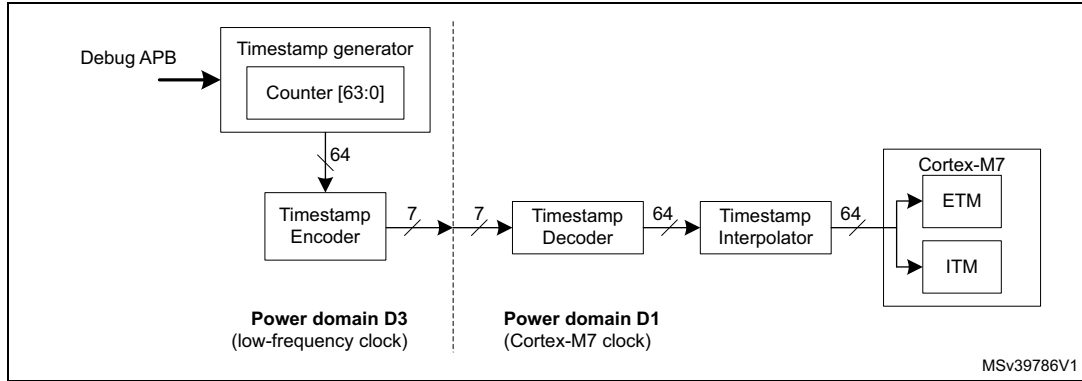 Debug APB
Timestamp generator
Counter [63:0]
64
Timestamp
Encoder
7
7
Timestamp
Decoder
64
Timestamp
Interpolator
64
Cortex-M7
ETM
ITM
Power domain D3
(low-frequency clock)
Power domain D1
(Cortex-M7 clock)
MSv39786V1